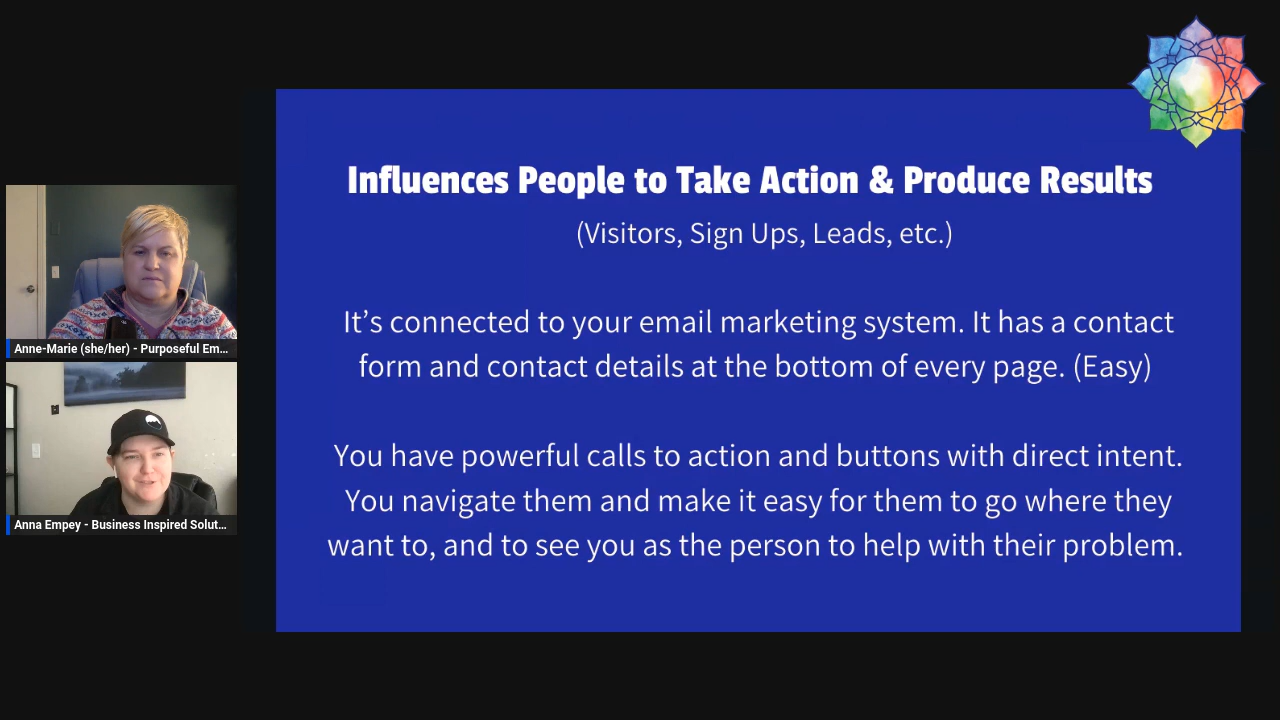 Influences People to Take Action & Produce Results
(Visitors, Sign Ups, Leads, etc.)
It’s connected to your email marketing system. It has a contact
form and contact details at the bottom of every page. (Easy)
You have powerful calls to action and buttons with direct intent.
You navigate them and make it easy for them to go where they
want to, and to see you as the person to help with their problem.
Anne-Marie (she/her) - Purposeful Em...
Anna Empey - Business Inspired Solut...